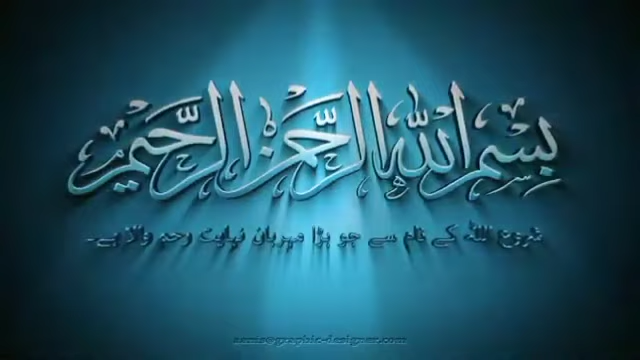 بسم الله الرحمن الرحيم
شروع اللہ کے نام سے جو بڑا مہربان نہایت رحم والا ہے۔